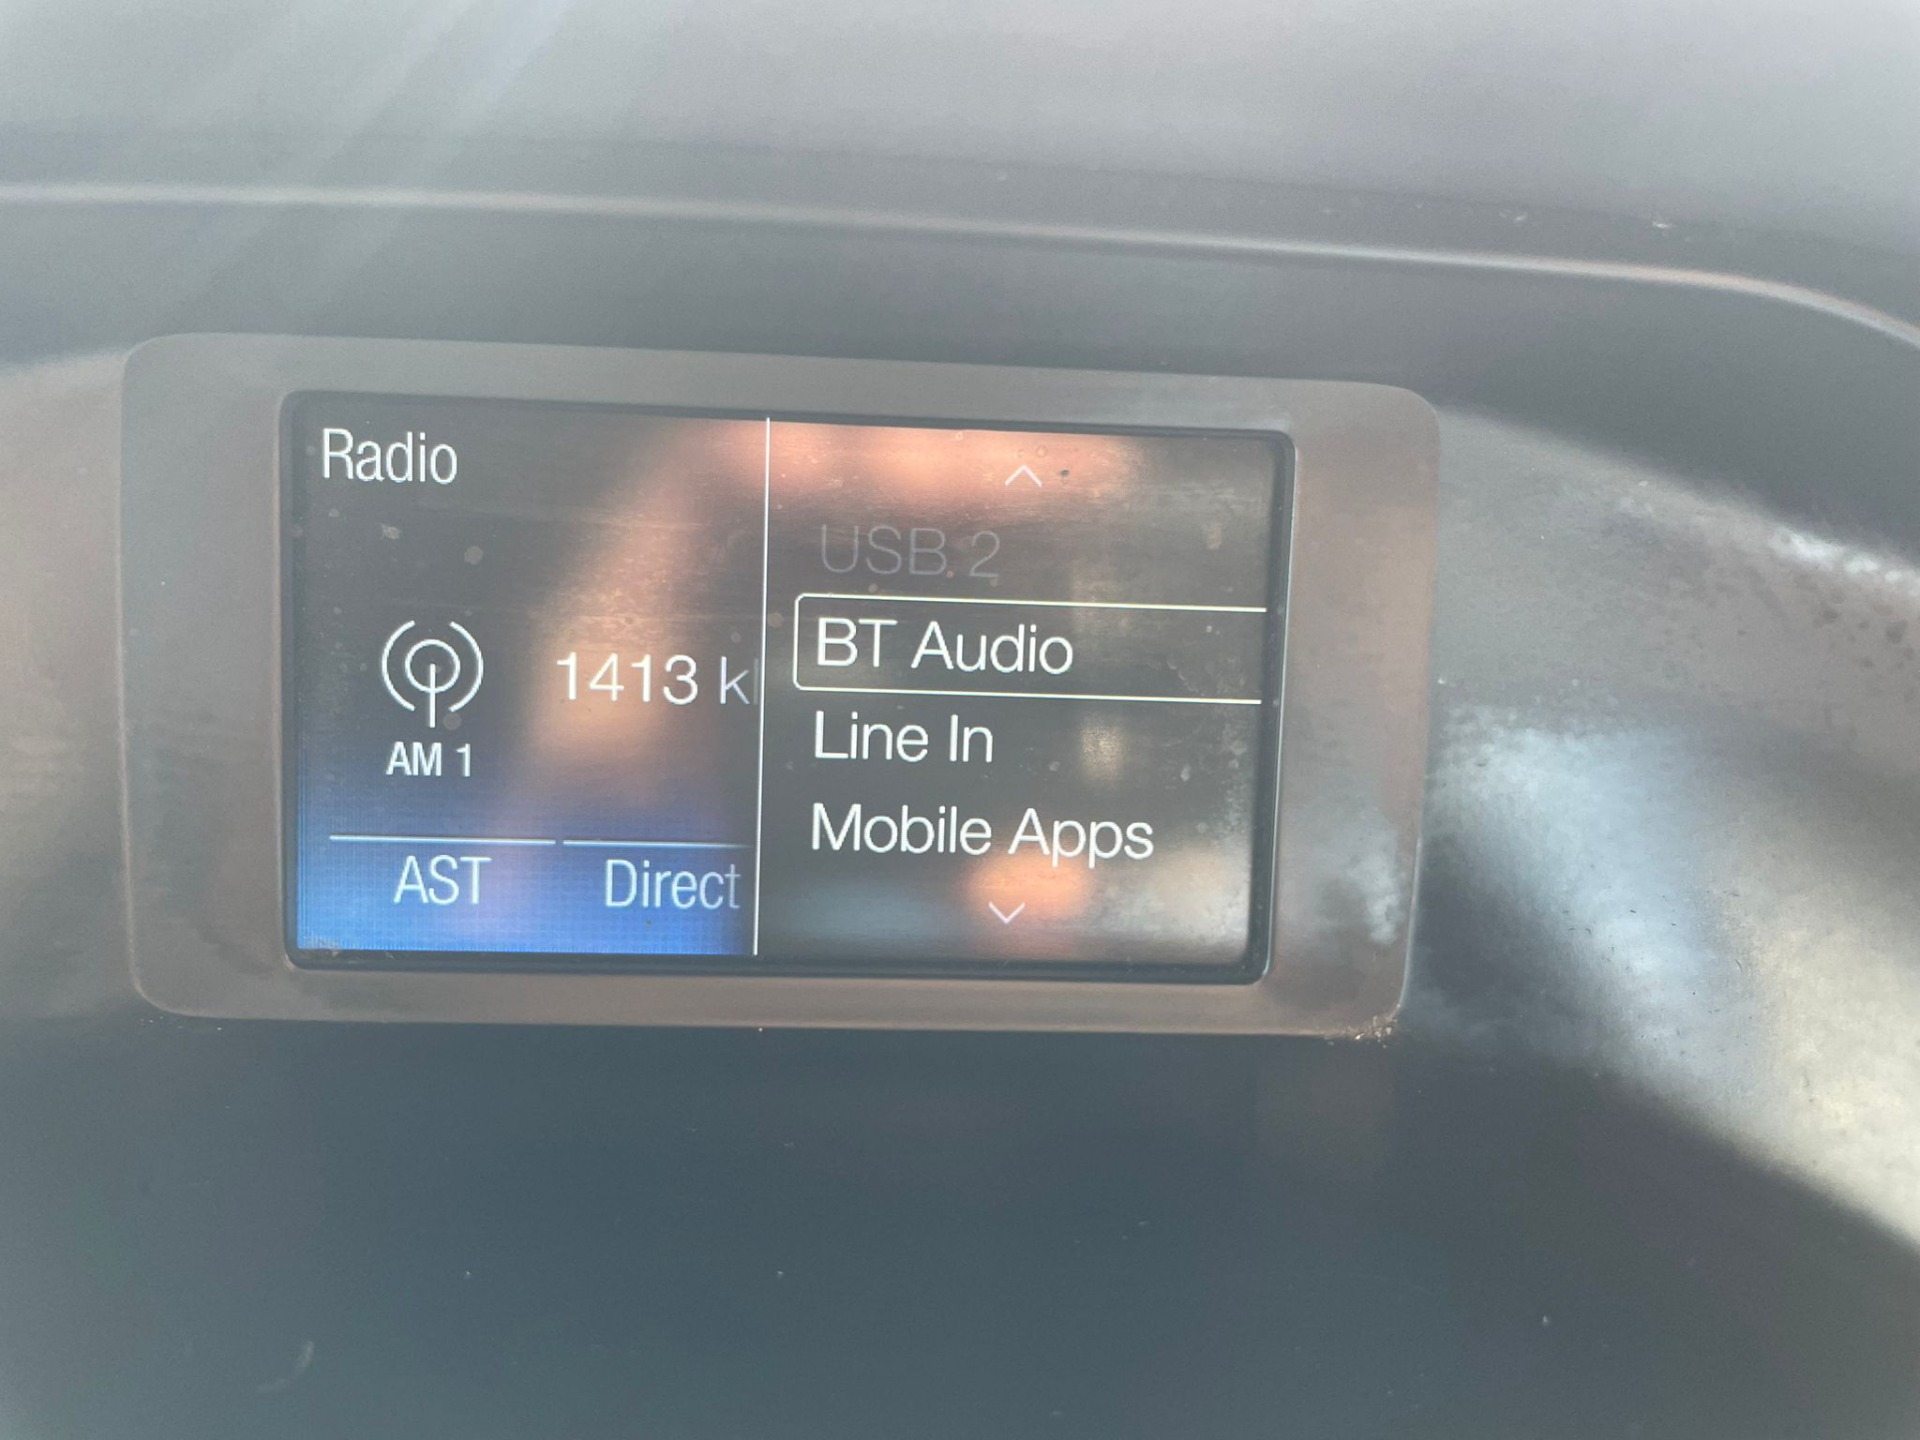 Radio
AM 1
1413 k
AST
Direct
USB 2
BT Audio
Line In
Mobile Apps